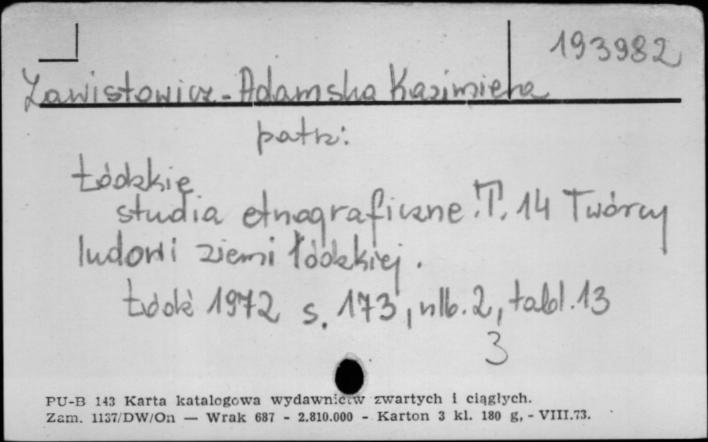 193982
Zawistowicz-Adamska Kazimiera
patrz:
Łódzkie
studia etnograficzne. T. 14 Twórcy
ludowi ziemi łódzkiej.
Łódź 1972 s. 173, nlb. 2, tabl. 13
3
PU-B 143 Karta katalogowa wydawnictw zwartych i ciągłych.
Zam. 1137/DW/On — Wrak 687 - 2.810.000 - Karton 3 kl. 180 g, - VIII.73.